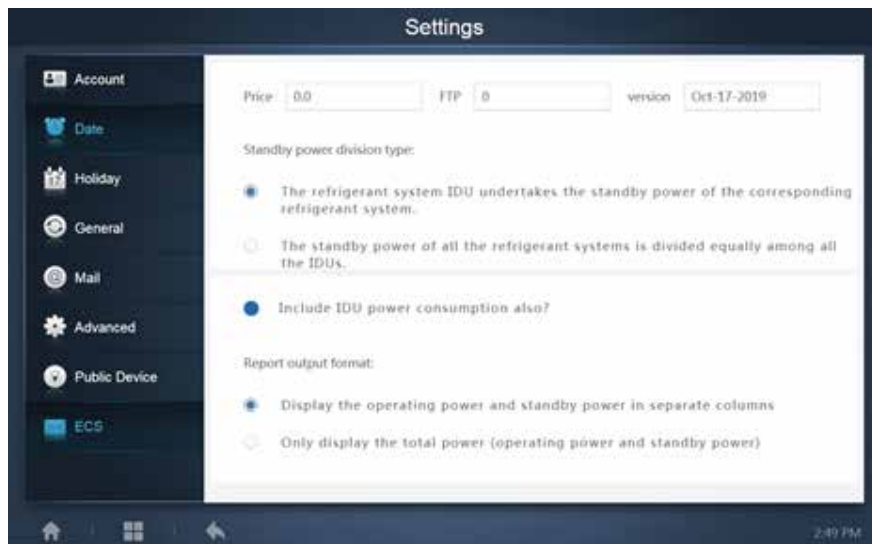 Settings
Account
Date
Holiday
General
Mail
Advanced
Public Device
ECS
Price 0.0 FTP 0 version Oct-17-2019
Standby power division type:
The refrigerant system IDU undertakes the standby power of the corresponding
refrigerant system.
The standby power of all the refrigerant systems is divided equally among all
the IDUs.
Include IDU power consumption also?
Report output format:
Display the operating power and standby power in separate columns
Only display the total power (operating power and standby power)
2:49 PM